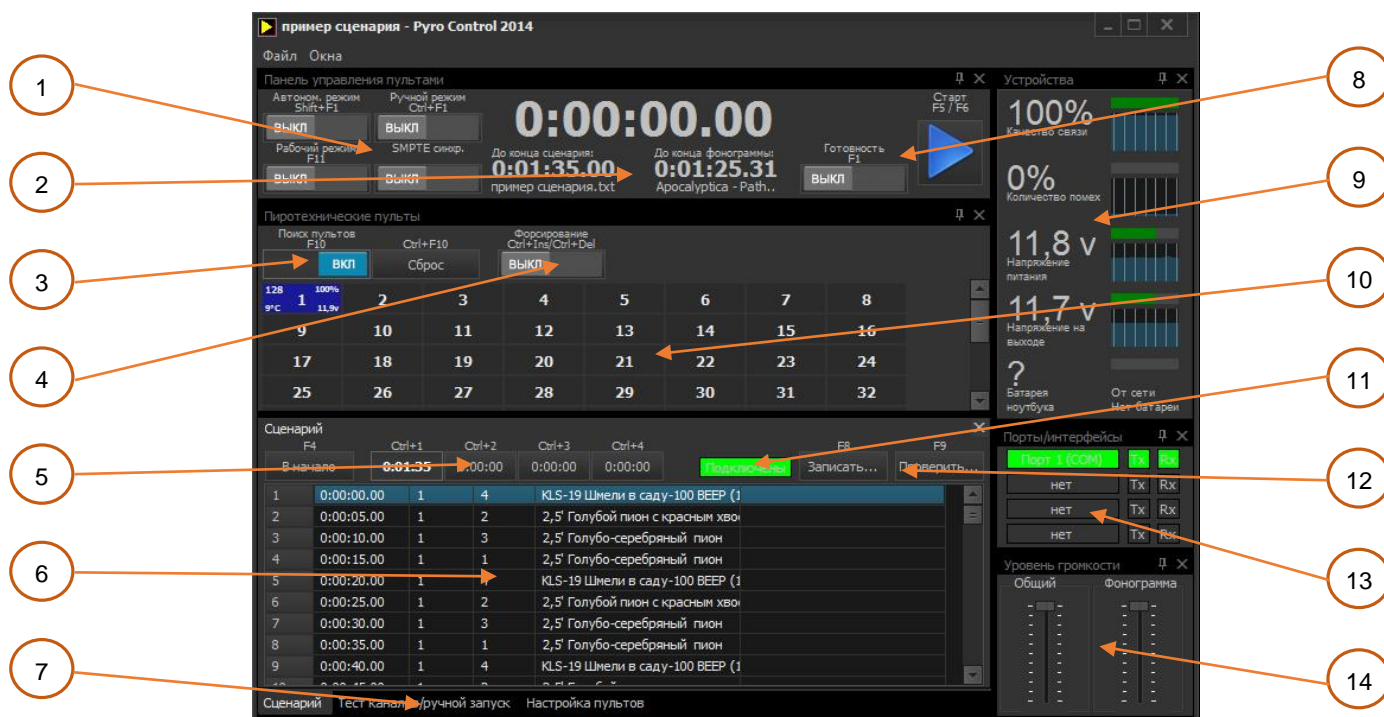 пример сценария - Pyro Control 2014
Файл Окна
Панель управления пультами
Автоном. режим
Shift+F1
ВЫКЛ
Ручной режим
Ctrl+F1
ВЫКЛ
Рабочий режим
F11
ВЫКЛ
SMPTE синхр.
ВЫКЛ
0:00:00.00
До конца сценария:
0:01:35.00
пример сценария.txt
До конца фонограммы:
0:01:25.31
Apocalyptica - Path..
Готовность
F1
ВЫКЛ
Старт
F5 / F6
Пиротехнические пульты
Поиск пультов
F10
ВКЛ
Ctrl+F10
Сброс
Форсирование
Ctrl+Ins/Ctrl+Del
ВЫКЛ
128 1 100%
9°C 11,9v
2 3 4 5 6 7 8
9 10 11 12 13 14 15 16
17 18 19 20 21 22 23 24
25 26 27 28 29 30 31 32
Сценарий
F4 Ctrl+1 Ctrl+2 Ctrl+3 Ctrl+4 F8 F9
В начало 0:01:35 0:00:00 0:00:00 0:00:00 Подключены Записать... Проверить...
1 0:00:00.00 1 4 KLS-19 Шмели в саду-100 BEEP (1
2 0:00:05.00 1 2 2,5' Голубой пион с красным хво
3 0:00:10.00 1 3 2,5' Голубо-серебряный пион
4 0:00:15.00 1 1 2,5' Голубо-серебряный пион
5 0:00:20.00 1 4 KLS-19 Шмели в саду-100 BEEP (1
6 0:00:25.00 1 2 2,5' Голубой пион с красным хво
7 0:00:30.00 1 3 2,5' Голубо-серебряный пион
8 0:00:35.00 1 1 2,5' Голубо-серебряный пион
9 0:00:40.00 1 4 KLS-19 Шмели в саду-100 BEEP (1
Сценарий Тест каналов/ручной запуск Настройка пультов
Устройства
100%
Качество связи
0%
Количество помех
11,8 v
Напряжение
питания
11,7 v
Напряжение на
выходе
?
Батарея
ноутбука
От сети
Нет батареи
Порты/интерфейсы
Порт 1 (COM) Tx Rx
нет Tx Rx
нет Tx Rx
нет Tx Rx
Уровень громкости
Общий Фонограмма
1
2
3
4
5
6
7
8
9
10
11
12
13
14